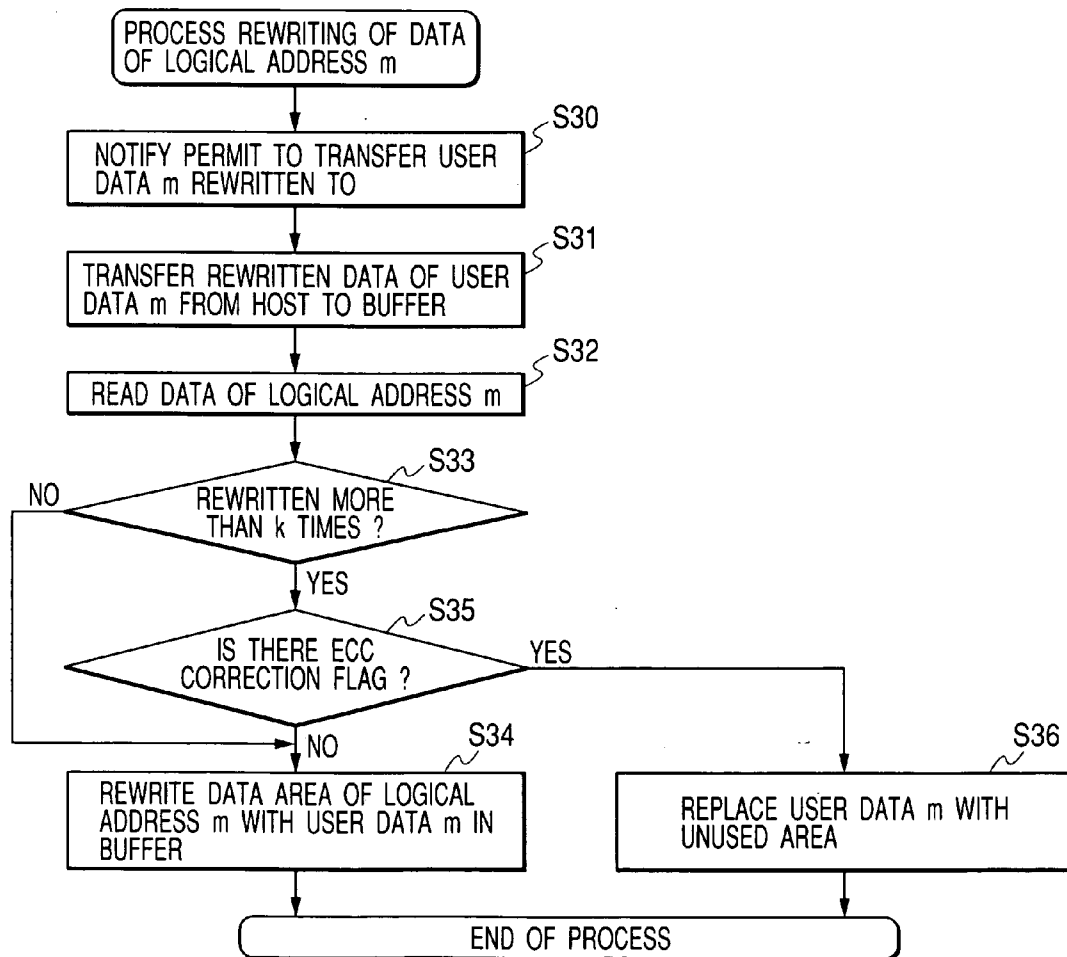 PROCESS REWRITING OF DATA
OF LOGICAL ADDRESS m
S30
NOTIFY PERMIT TO TRANSFER USER
DATA m REWRITTEN TO
S31
TRANSFER REWRITTEN DATA OF USER
DATA m FROM HOST TO BUFFER
S32
READ DATA OF LOGICAL ADDRESS m
S33
NO
REWRITTEN MORE
THAN k TIMES ?
YES
S35
IS THERE ECC
CORRECTION FLAG ?
YES
NO
S34
REWRITE DATA AREA OF LOGICAL
ADDRESS m WITH USER DATA m IN
BUFFER
S36
REPLACE USER DATA m WITH
UNUSED AREA
END OF PROCESS